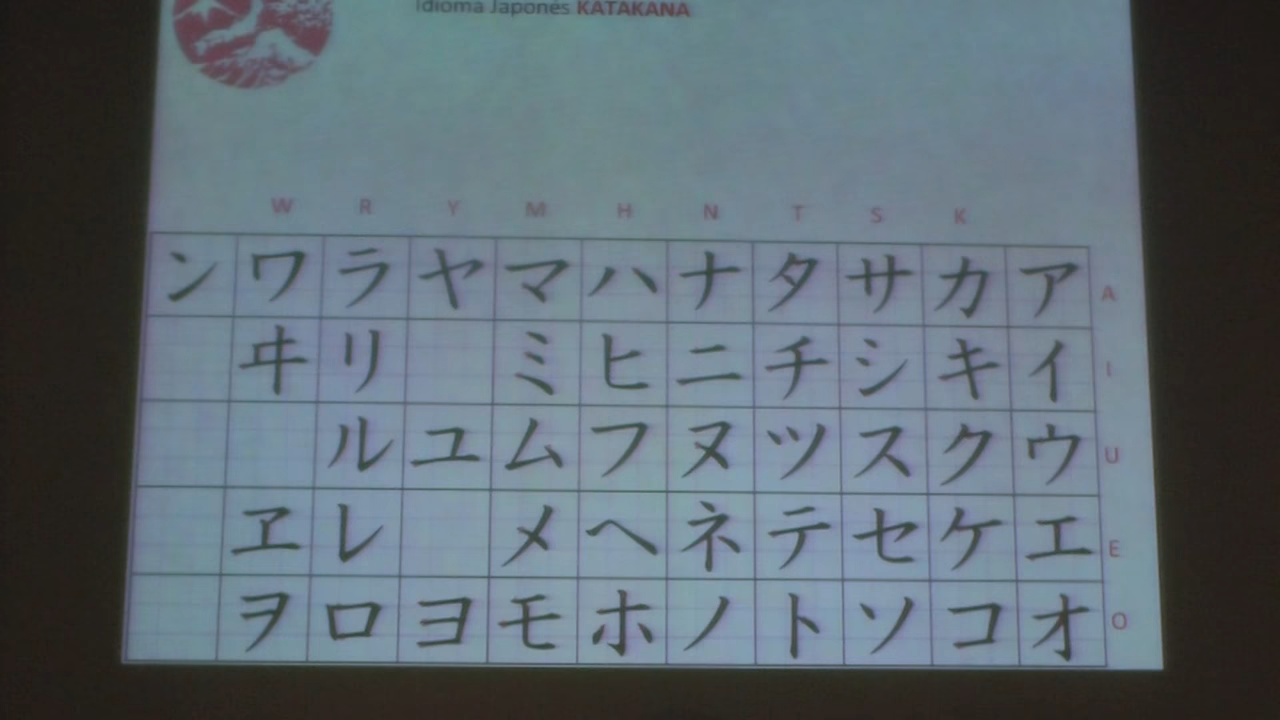 Idioma Japonés KATAKANA
W R Y M H N T S K
ン ワ ラ ヤ マ ハ ナ タ サ カ ア A
ヰ リ ミ ヒ ニ チ シ キ イ I
ル ユ ム フ ヌ ツ ス ク ウ U
ヱ レ メ ヘ ネ テ セ ケ エ E
ヲ ロ ヨ モ ホ ノ ト ソ コ オ O